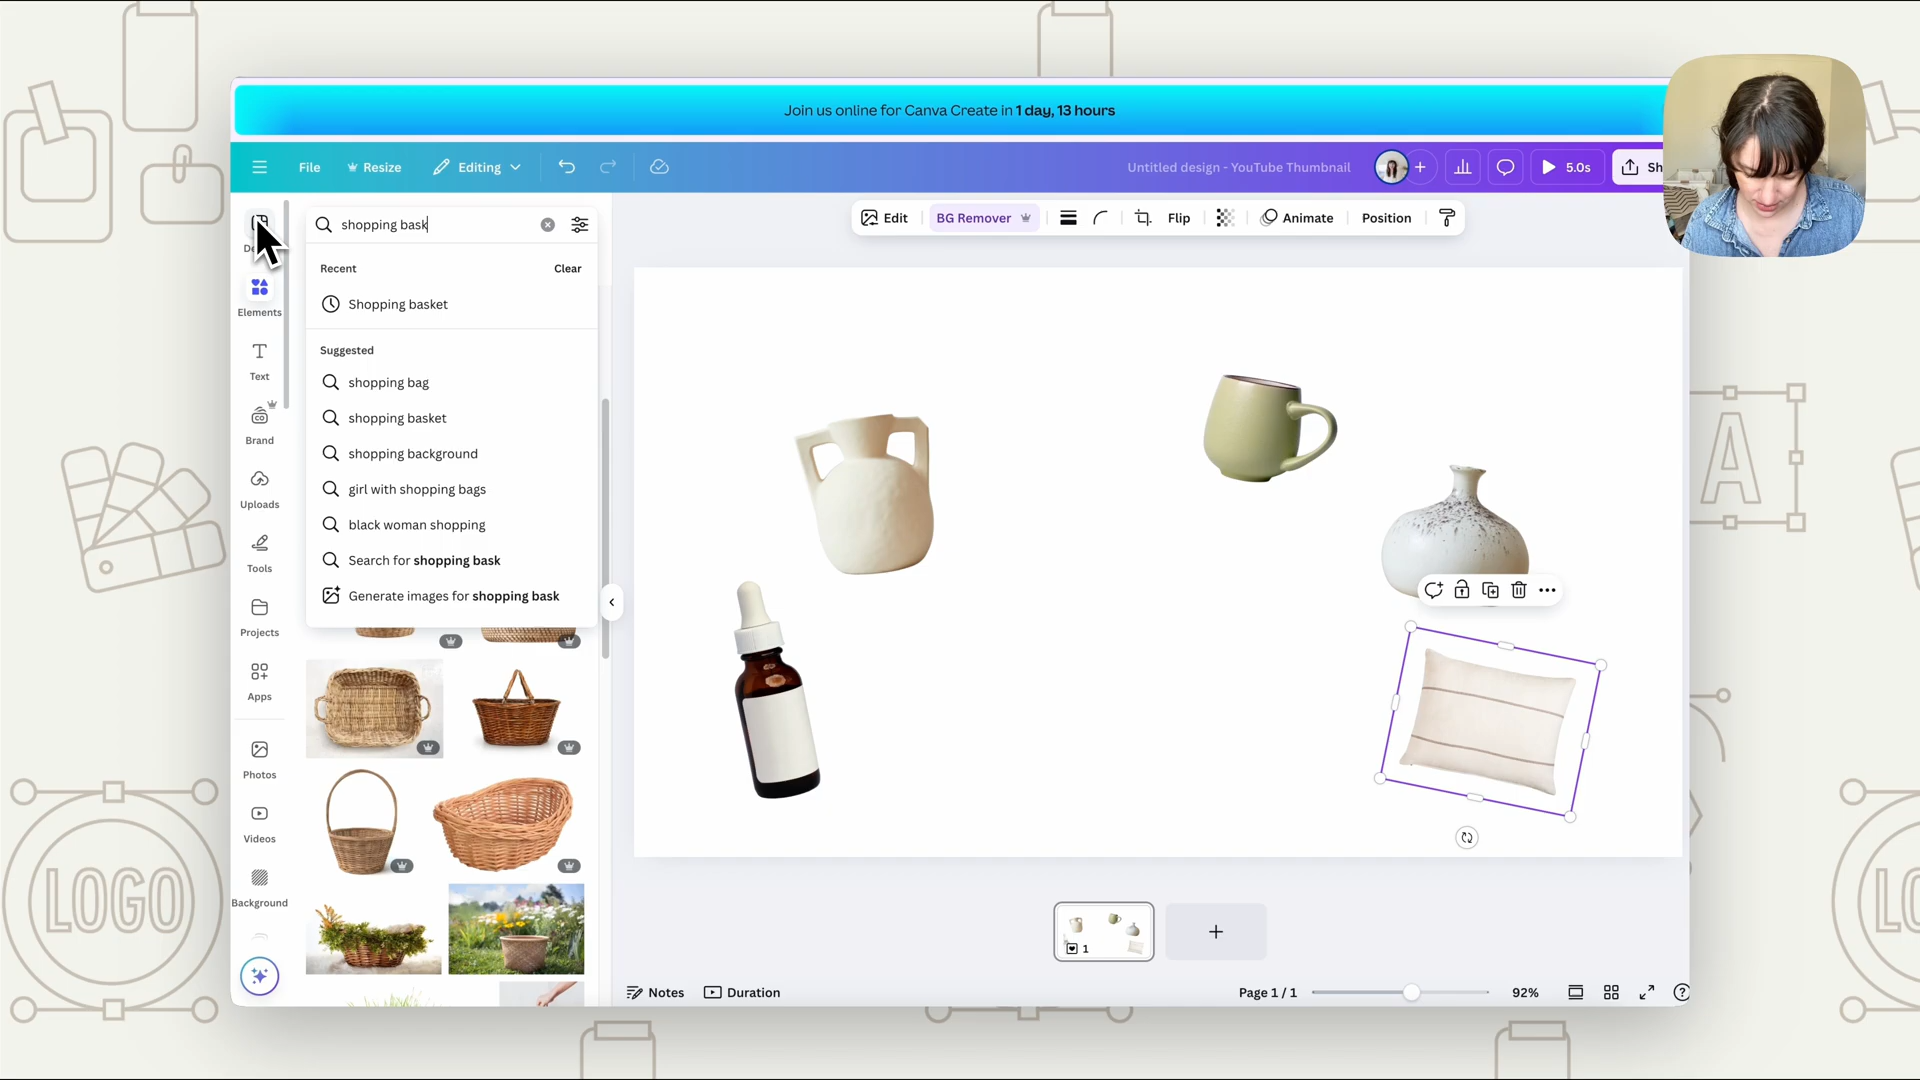 Join us online for Canva Create in 1 day, 13 hours
File
Resize
Editing
Untitled design - YouTube Thumbnail
5.0s
shopping bask
Edit
BG Remover
Flip
Animate
Position
Recent
Clear
Shopping basket
Suggested
shopping bag
shopping basket
shopping background
girl with shopping bags
black woman shopping
Search for shopping bask
Generate images for shopping bask
Elements
Text
Brand
Uploads
Tools
Projects
Apps
Photos
Videos
Background
1
Notes
Duration
Page 1 / 1
92%
LOGO
A